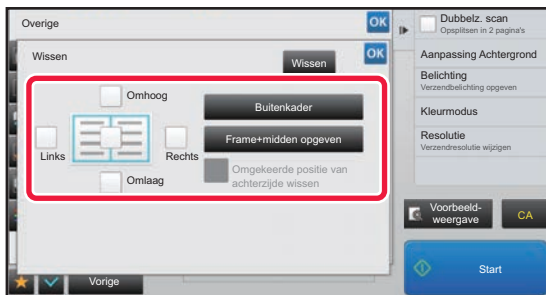 Overige
OK
Wissen
Wissen
OK
Omhoog
Links
Rechts
Omlaag
Buitenkader
Frame+midden opgeven
Omgekeerde positie van
achterzijde wissen
Vorige
Dubbelz. scan
Opsplitsen in 2 pagina's
Aanpassing Achtergrond
Belichting
Verzendbelichting opgeven
Kleurmodus
Resolutie
Verzendresolutie wijzigen
Voorbeeld-
weergave
CA
Start